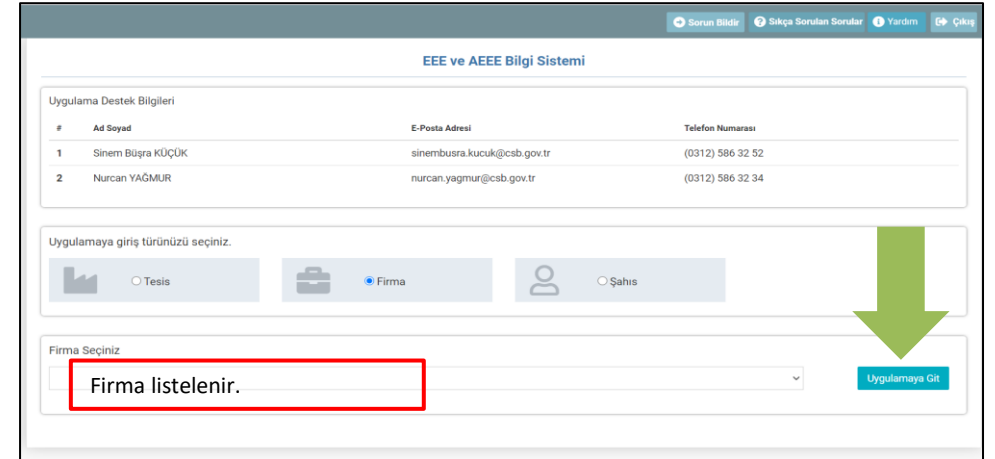 Sorun Bildir Sıkça Sorulan Sorular Yardım Çıkış
EEE ve AEEE Bilgi Sistemi
Uygulama Destek Bilgileri
# Ad Soyad E-Posta Adresi Telefon Numarası
1 Sinem Büşra KÜÇÜK sinembusra.kucuk@csb.gov.tr (0312) 586 32 52
2 Nurcan YAĞMUR nurcan.yagmur@csb.gov.tr (0312) 586 32 34
Uygulamaya giriş türünüzü seçiniz.
Tesis Firma Şahıs
Firma Seçiniz
Firma listelenir.
Uygulamaya Git